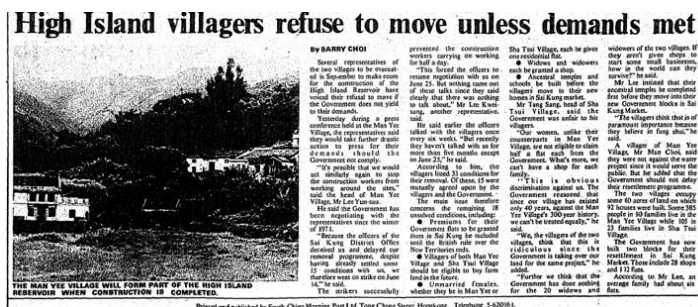 High Island villagers refuse to move unless demands met
By BARRY CHOI
Several representatives of
the two villages to be evacuat-
ed in September to make room
for the construction of the
High Island Reservoir have
voiced their refusal to move if
the Government does not yield
to their demands.
Yesterday during a press
conference held at the Man Yee
Village, the representatives said
they would take further drastic
action to press for their
demands should the
Government not comply.
"It's possible that we would
act similarly again to stop
the construction workers from
working around the sites,"
said the head of Man Yee
Village, Mr Lee Yun-tau.
He said the Government has
been negotiating with the
representatives since the winter
of 1971.
"Because the officers of the
Sai Kung District Office
deceived us and delayed our
removal programme, despite
having already settled some
15 conditions with us, we
therefore went on strike on June
14," he said.
The strikers successfully
prevented the construction
workers carrying on working
for half a day.
"This forced the officers to
resume negotiation with us on
June 25. But nothing came out
of these talks since they said
clearly that there was nothing
to talk about," Mr Lee Kwei-
sang, another representative,
said.
He said earlier the officers
talked with the villagers once
every six weeks. "But recently
they haven't talked with us for
more than five months except
on June 25," he said.
According to him, the
villagers listed 33 conditions for
their removal. Of these, 15 were
mutually agreed upon by the
villagers and the Government.
The main issue therefore
concerns the remaining 18
unsolved conditions, including:
● Premiums for their
Government flats to be granted
them in Sai Kung be excluded
until the British rule over the
New Territories ends.
● Villagers of both Man Yee
Village and Sha Tsui Village
should be eligible to buy farm
land in the future.
● Unmarried females,
whether they be in Man Yee or
Sha Tsui Village, each be given
one residential flat.
● Widows and widowers
each be granted a shop.
● Ancestral temples and
schools be built before the
villagers move to their new
homes in Sai Kung market.
Mr Tang Sang, head of Sha
Tsui Village, said the
Government was unfair to his
villagers.
"Our women, unlike their
counterparts in Man Yee
Village, are not eligible to claim
half a flat each from the
Government. What's more, we
can't have a shop for each
family.
"This is obvious
discrimination against us. The
Government reasoned that
since our village has existed
only 40 years, against the Man
Yee Village's 300-year history,
we can't be treated equally," he
said.
"We, the villagers of the two
villages, think that this is
ridiculous since the
Government is taking over our
land for the same project," he
added.
"Further we think that the
Government has done nothing
for the 20 widows and
widowers of the two villages. If
they aren't given shops to
start some small businesses,
how in the world can they
survive?" he said.
Mr Lee insisted that their
ancestral temples be completed
first before they move into their
new Government blocks in Sai
Kung Market.
"The villagers think that is of
paramount importance because
they believe in fung shui," he
said.
A villager of Man Yee
Village, Mr Man Choi, said
they were not against the water
project since it would serve the
public. But he added that the
Government should not delay
their resettlement programme.
The two villages occupy
some 60 acres of land on which
92 houses were built. Some 385
people in 90 families live in Man
Yee Village while 105 in
23 families live in Sha Tsui
Village.
The Government has now
built two blocks for their
resettlement in Sai Kung
Market. Those include 28 shops
and 112 flats.
According to Mr Lee, an
average family had about six
flats.
THE MAN YEE VILLAGE WILL FORM PART OF THE HIGH ISLAND
RESERVOIR WHEN CONSTRUCTION IS COMPLETED.
Printed and published by South China Morning Post Ltd, Tong Chong Street, Hongkong. Telephone 5-620161.